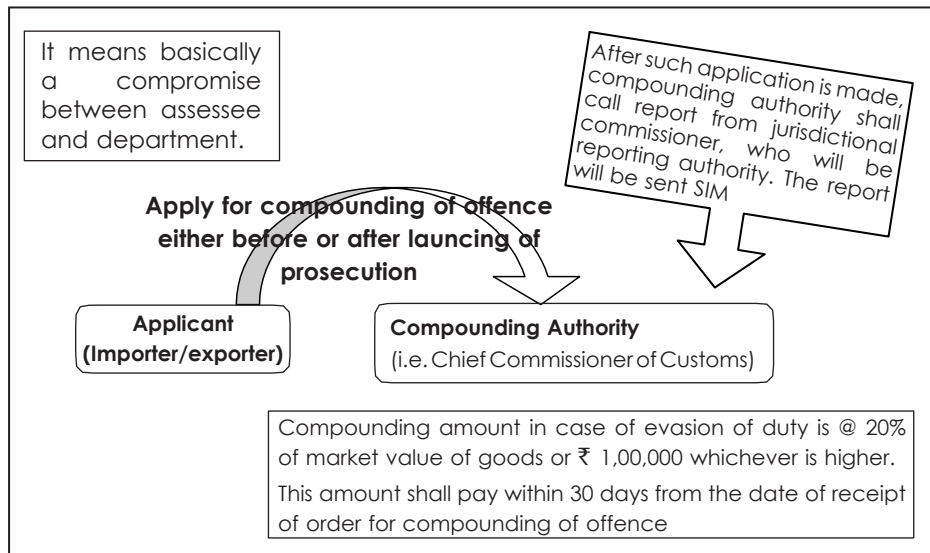 It means basically
a compromise
between assessee
and department.
After such application is made,
compounding authority shall
call report from jurisdictional
commissioner, who will be
reporting authority. The report
will be sent SIM
Apply for compounding of offence
either before or after launcing of
prosecution
Applicant
(Importer/exporter)
Compounding Authority
(i.e. Chief Commissioner of Customs)
Compounding amount in case of evasion of duty is @ 20%
of market value of goods or ₹ 1,00,000 whichever is higher.
This amount shall pay within 30 days from the date of receipt
of order for compounding of offence